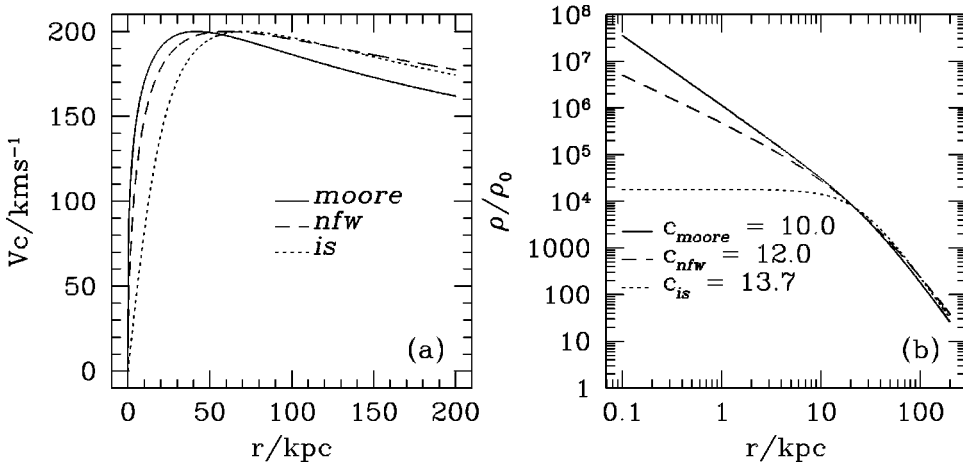 Vc/kms⁻¹
200
150
100
50
0
moore
nfw
is
(a)
0 50 100 150 200
r/kpc
ρ/ρ₀
10⁸
10⁷
10⁶
10⁵
10⁴
1000
100
10
1
c_moore = 10.0
c_nfw = 12.0
c_is = 13.7
(b)
0.1 1 10 100
r/kpc